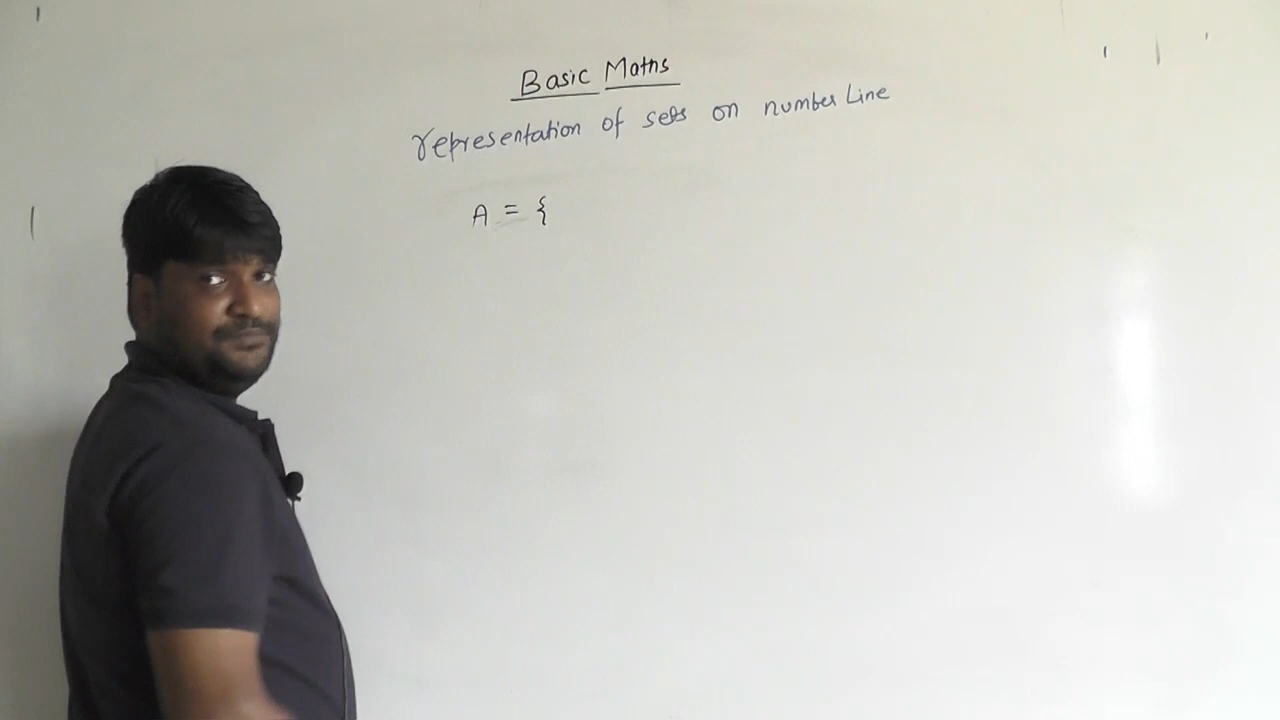 Basic Maths
representation of sets on number Line
A = {